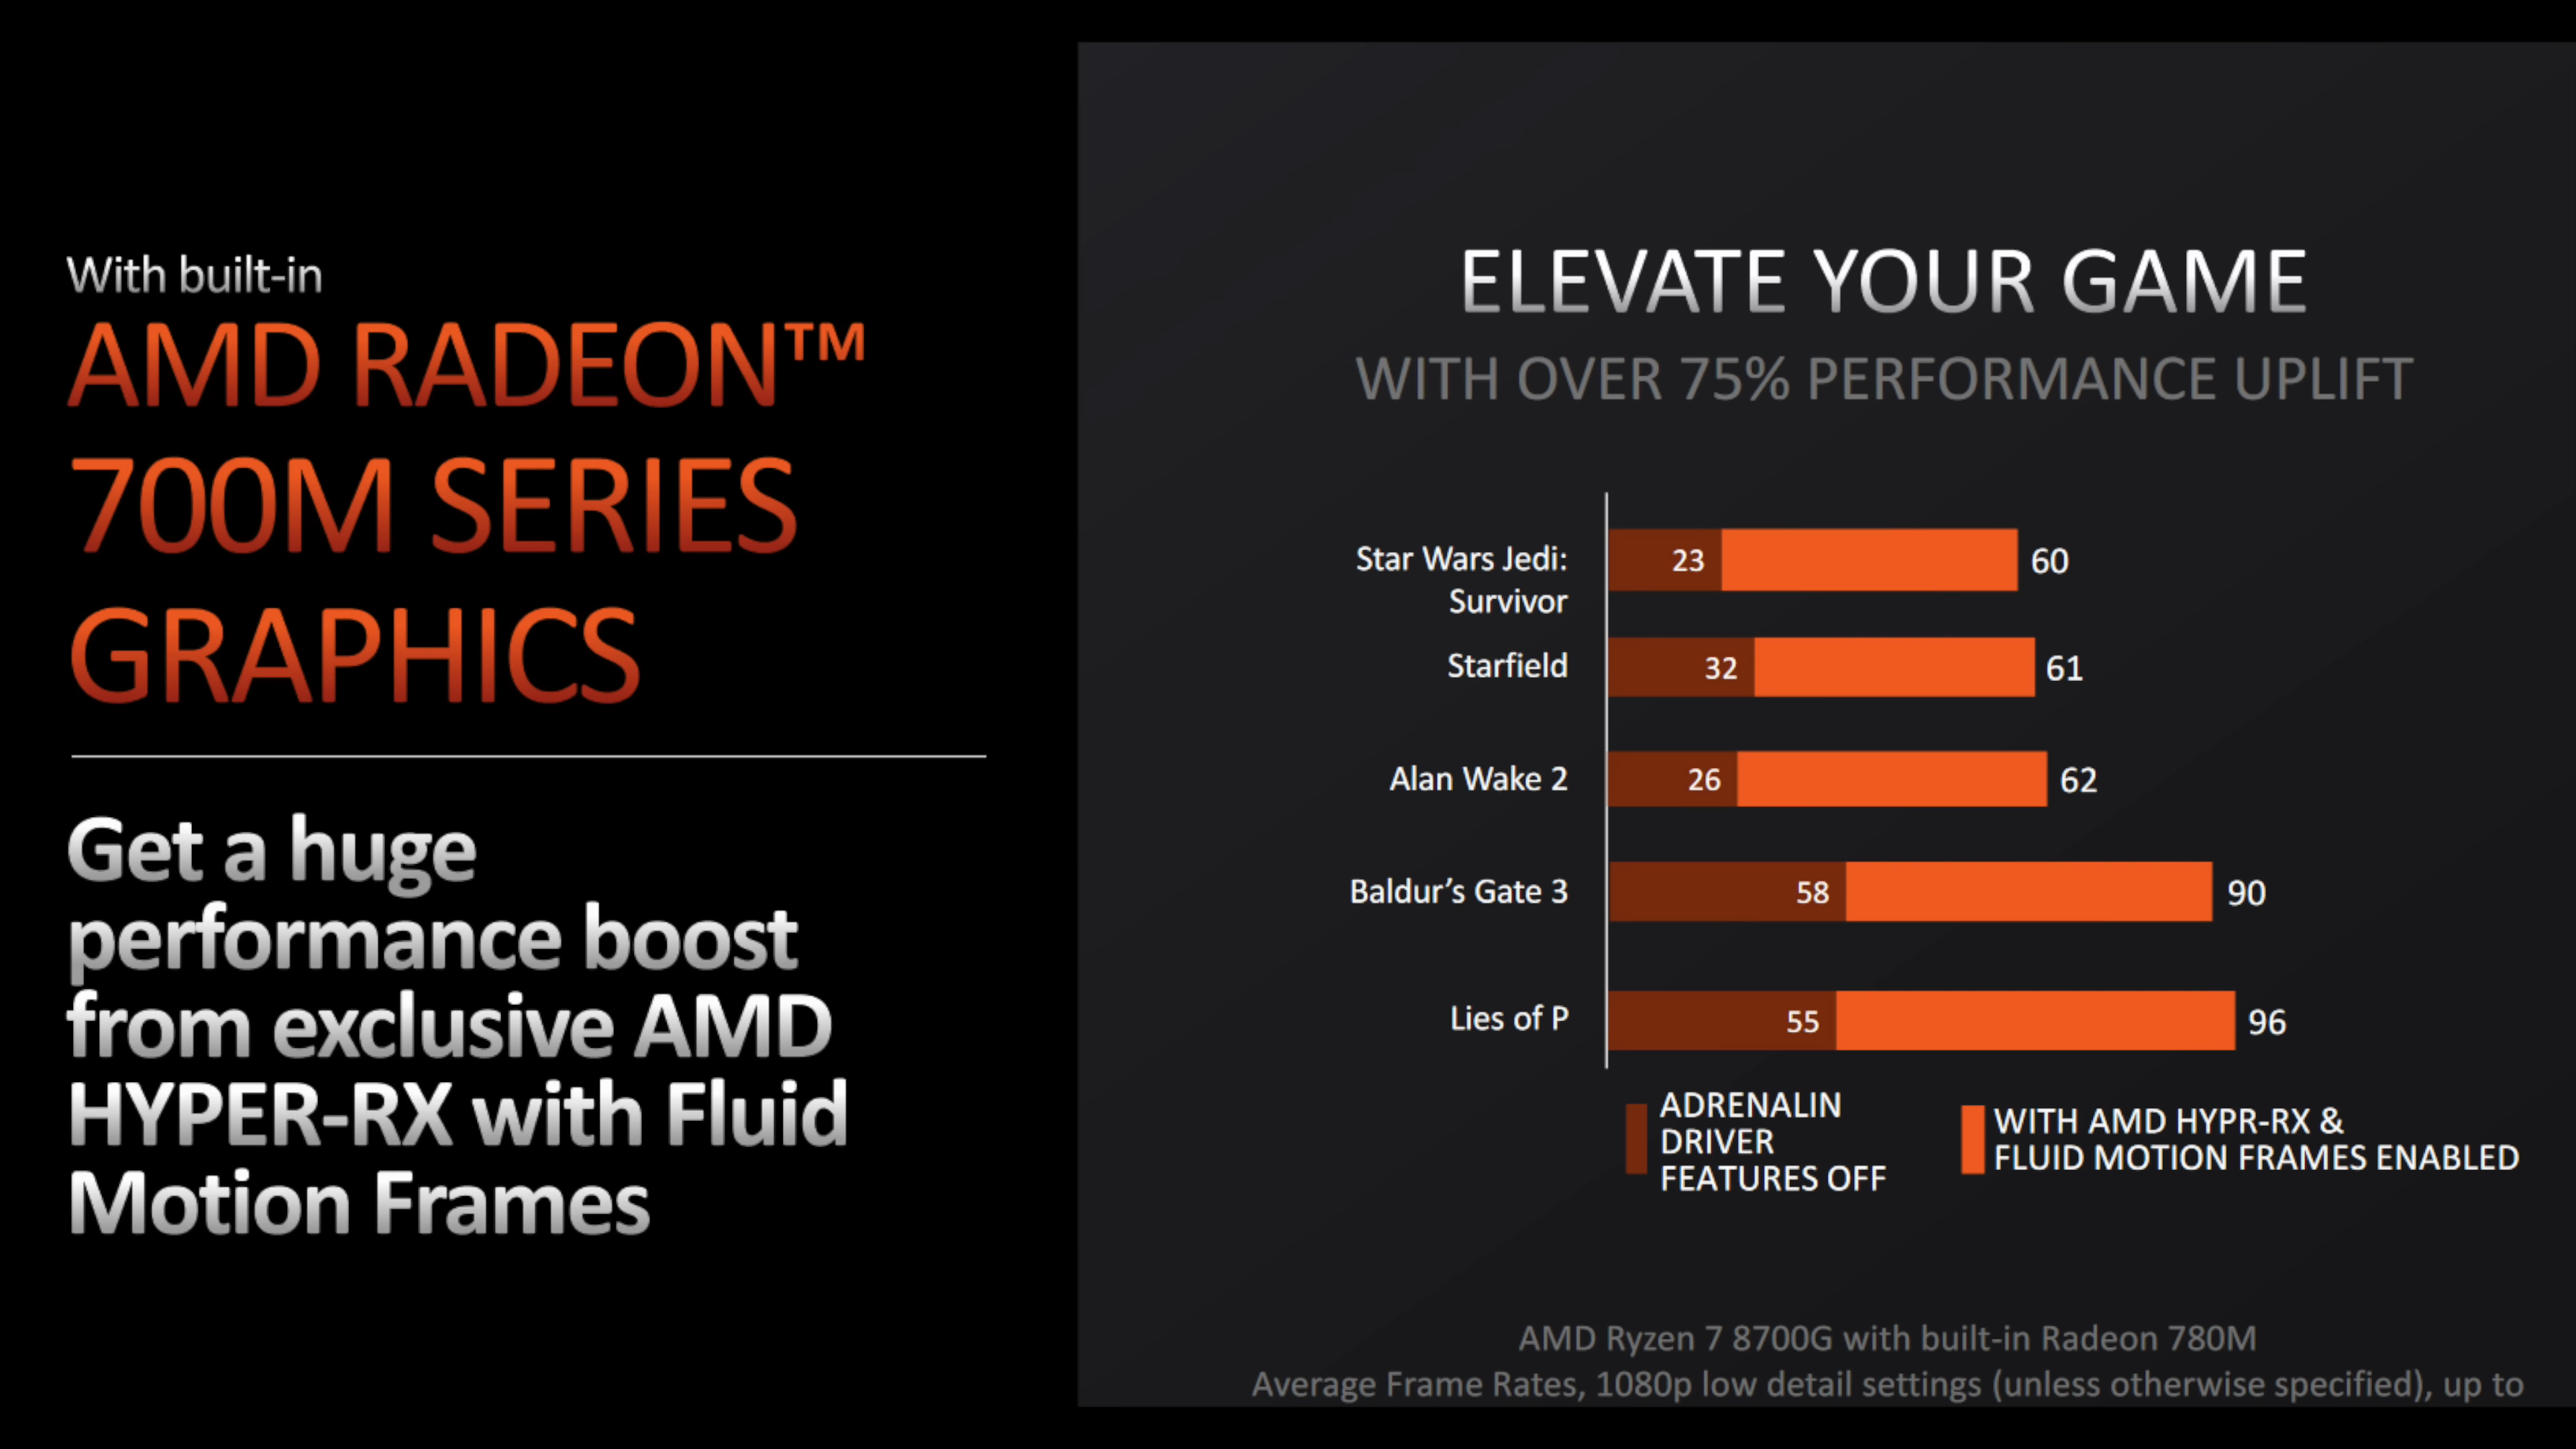 With built-in
AMD RADEON™
700M SERIES
GRAPHICS
Get a huge
performance boost
from exclusive AMD
HYPER-RX with Fluid
Motion Frames
ELEVATE YOUR GAME
WITH OVER 75% PERFORMANCE UPLIFT
Star Wars Jedi:
Survivor
23
60
Starfield
32
61
Alan Wake 2
26
62
Baldur’s Gate 3
58
90
Lies of P
55
96
ADRENALIN
DRIVER
FEATURES OFF
WITH AMD HYPR-RX &
FLUID MOTION FRAMES ENABLED
AMD Ryzen 7 8700G with built-in Radeon 780M
Average Frame Rates, 1080p low detail settings (unless otherwise specified), up to